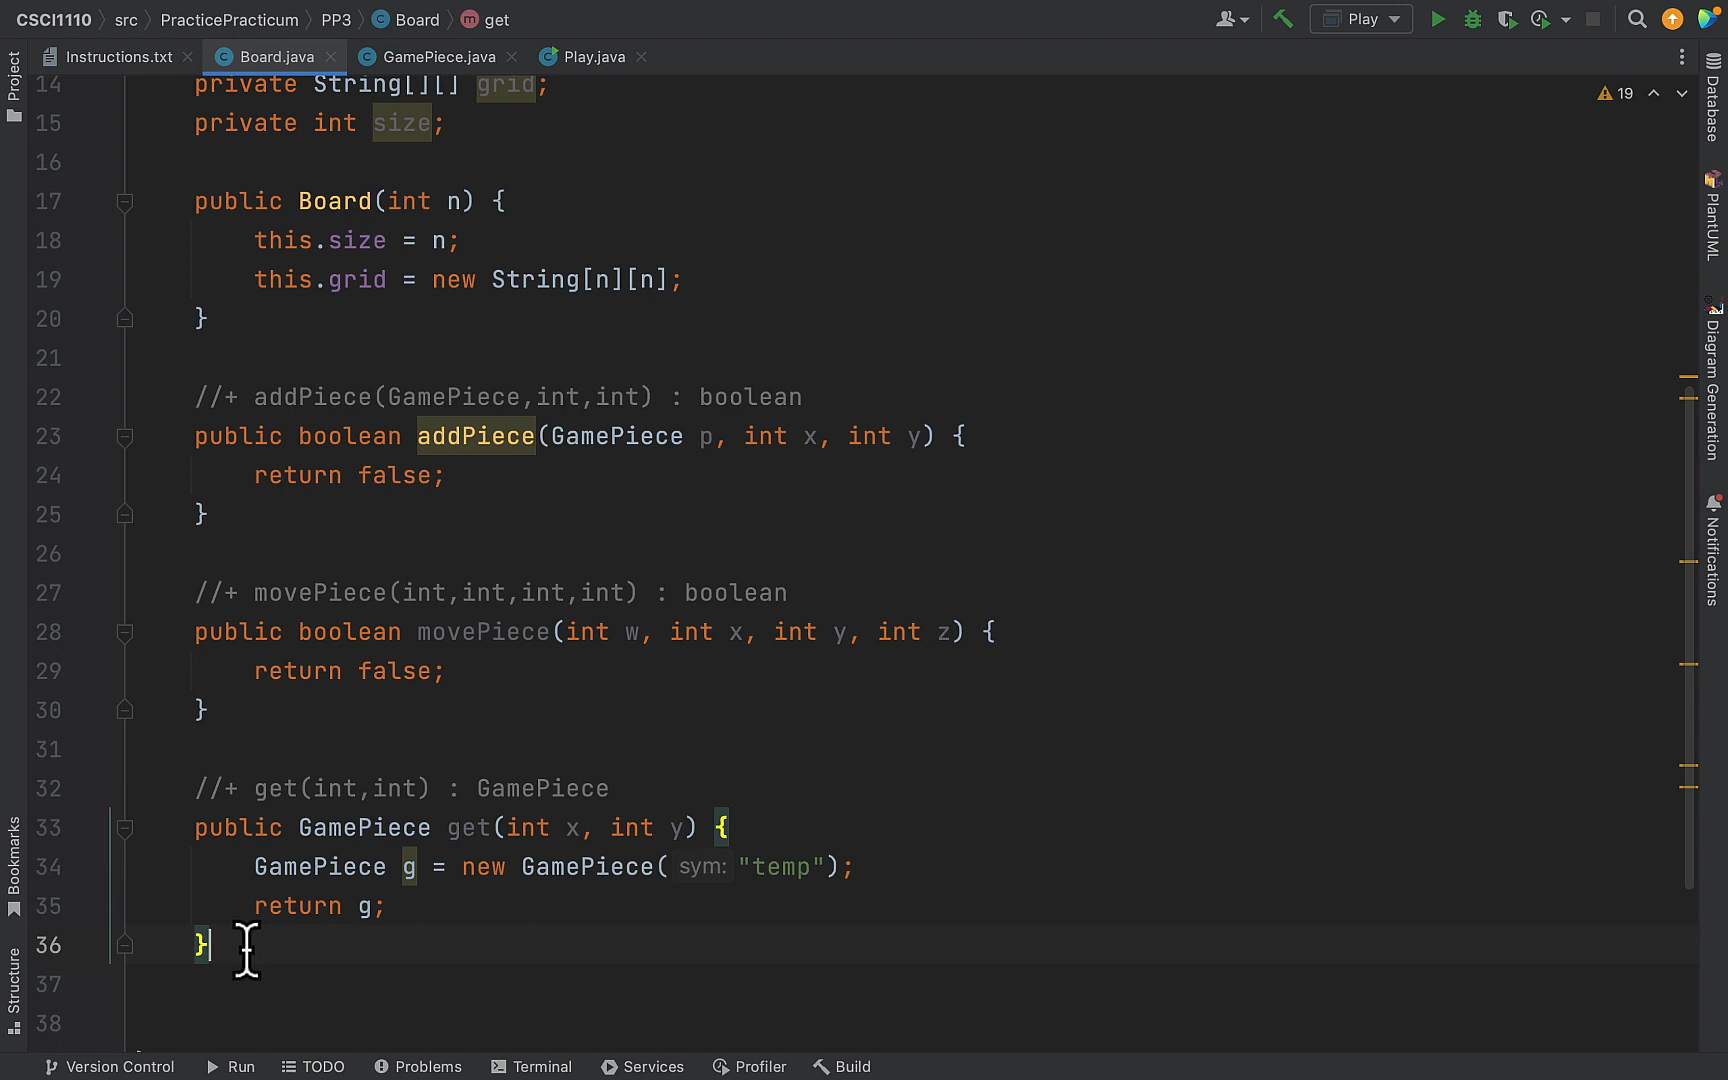 CSCI1110 src PracticePracticum PP3 Board get
Play
Instructions.txt Board.java GamePiece.java Play.java
19
Project
Bookmarks
Structure
14 private String[][] grid;
15 private int size;
16
17 public Board(int n) {
18 this.size = n;
19 this.grid = new String[n][n];
20 }
21
22 //+ addPiece(GamePiece,int,int) : boolean
23 public boolean addPiece(GamePiece p, int x, int y) {
24 return false;
25 }
26
27 //+ movePiece(int,int,int,int) : boolean
28 public boolean movePiece(int w, int x, int y, int z) {
29 return false;
30 }
31
32 //+ get(int,int) : GamePiece
33 public GamePiece get(int x, int y) {
34 GamePiece g = new GamePiece( sym: "temp");
35 return g;
36 }
37
38
Database
PlantUML
Diagram Generation
Notifications
Version Control Run TODO Problems Terminal Services Profiler Build